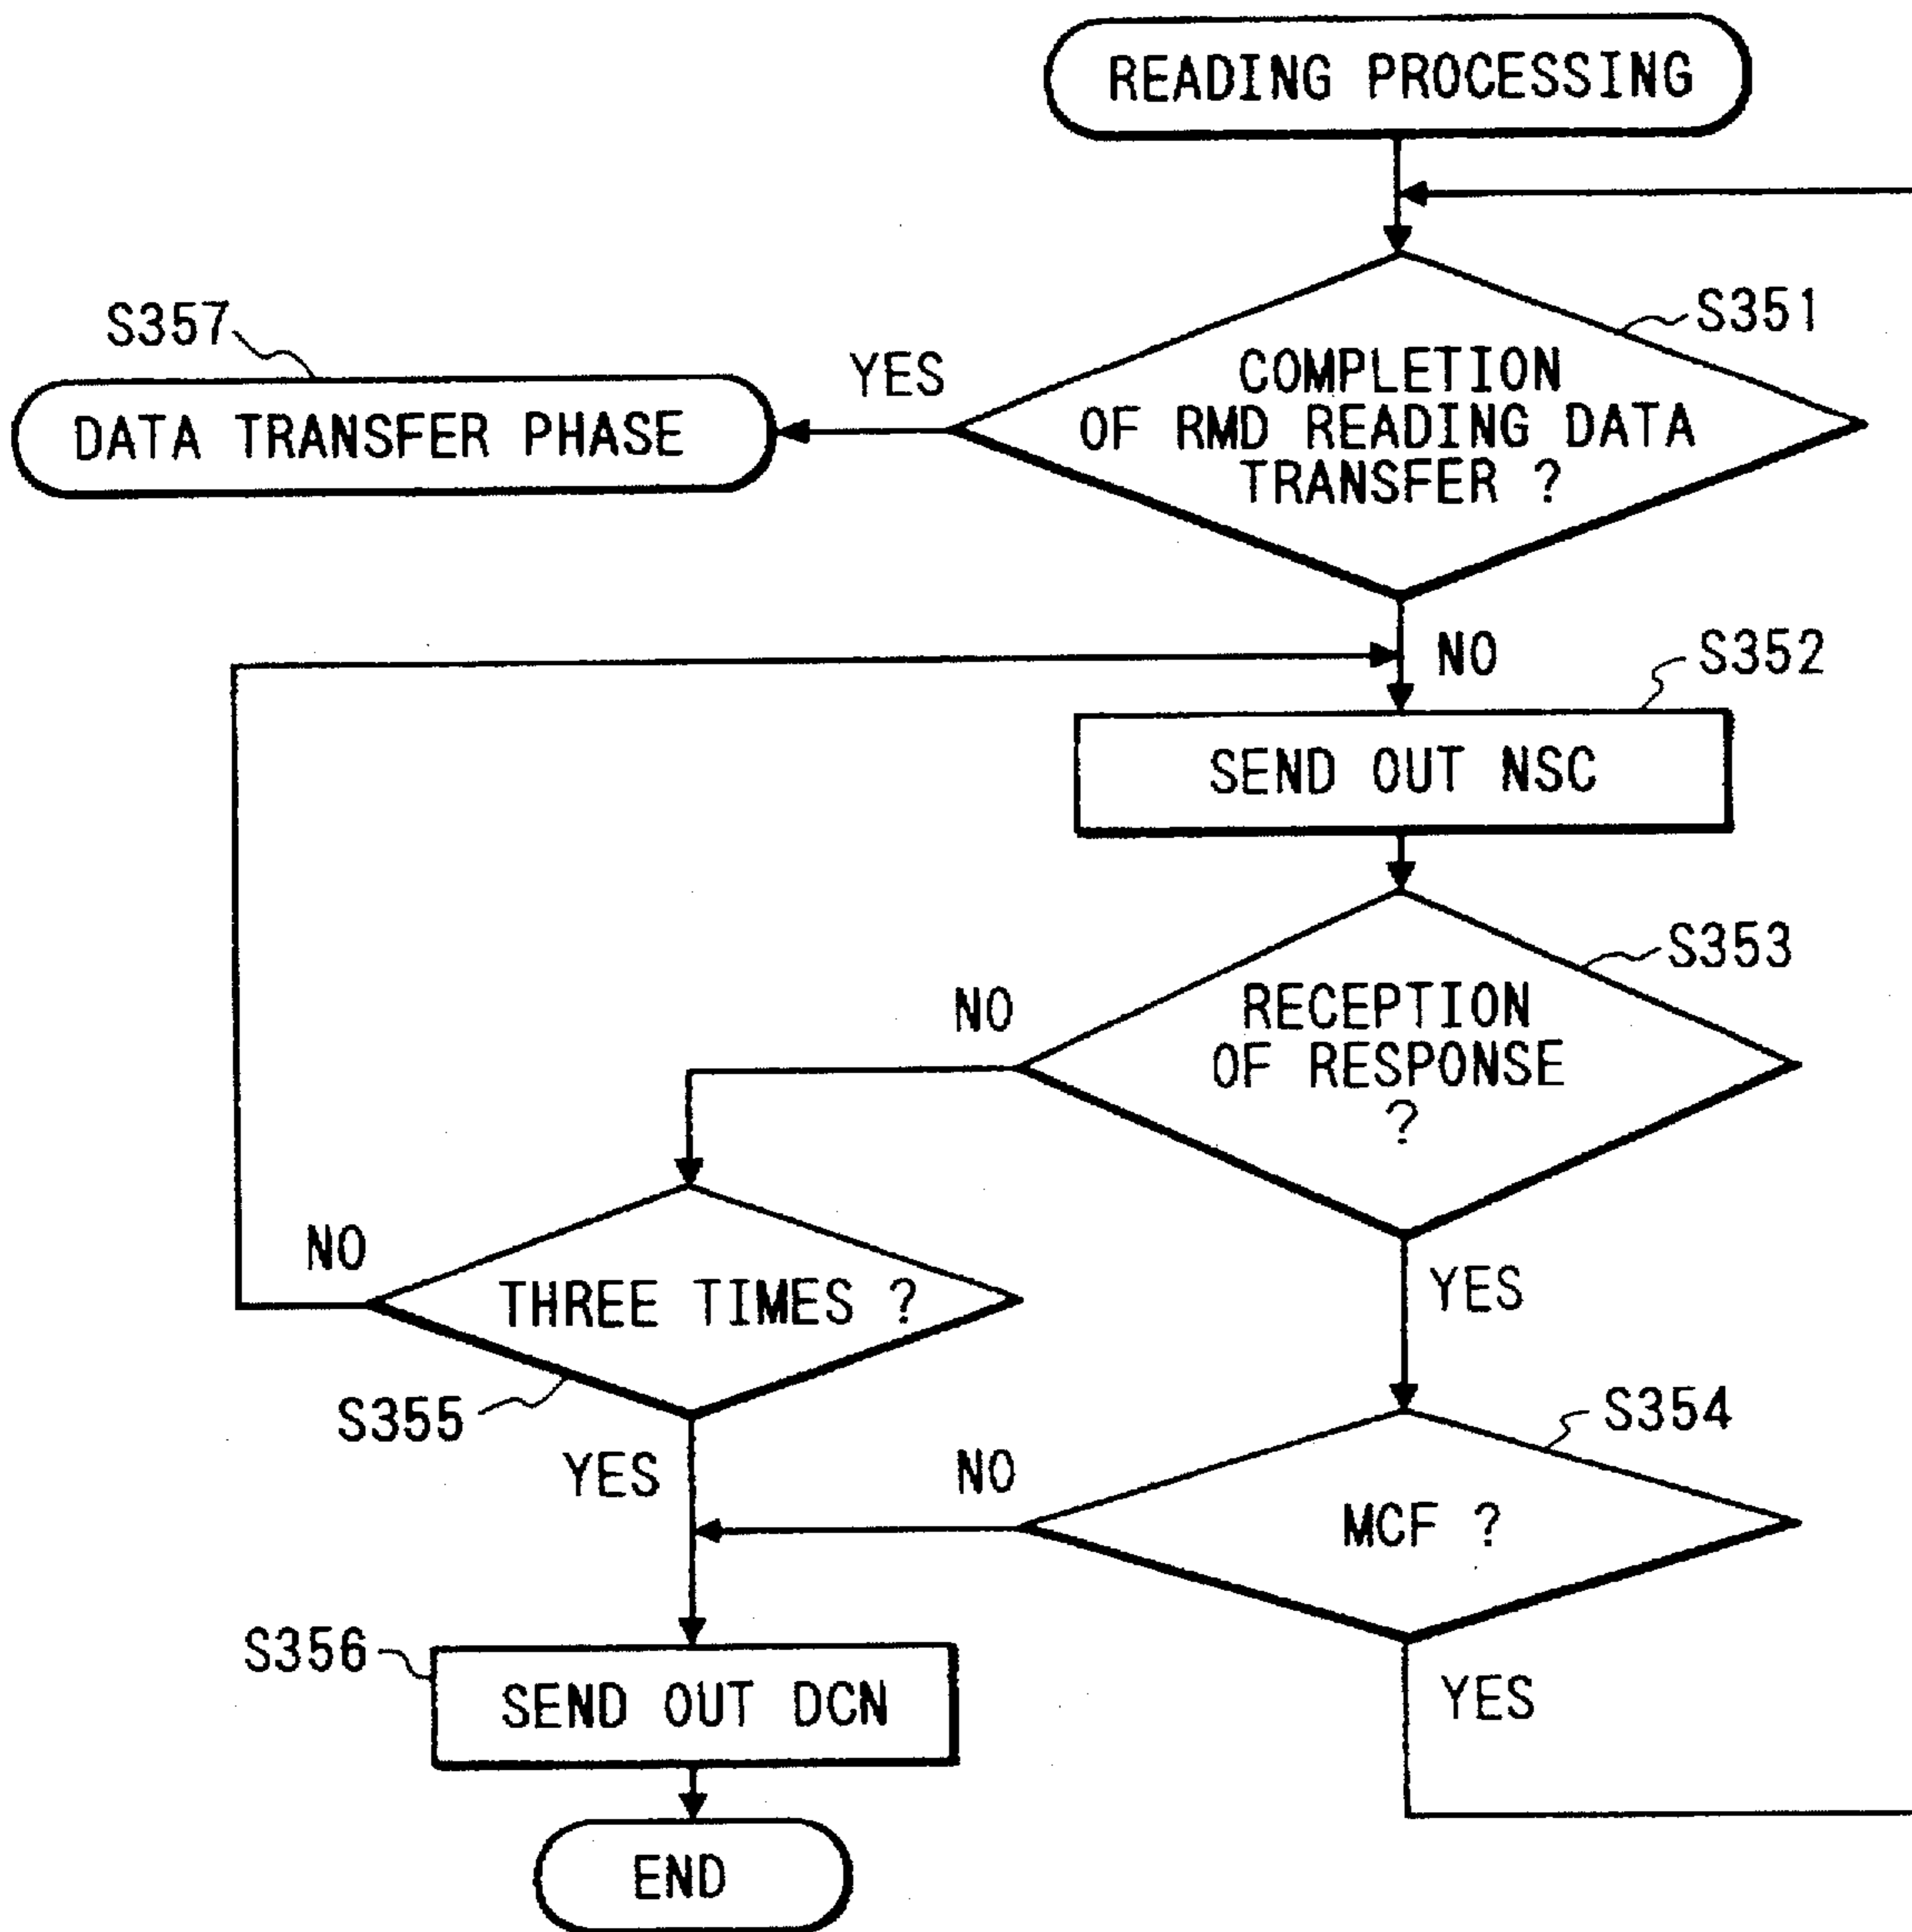 READING PROCESSING
S351
S357
YES
COMPLETION
OF RMD READING DATA
TRANSFER ?
DATA TRANSFER PHASE
NO
S352
SEND OUT NSC
S353
NO
RECEPTION
OF RESPONSE
?
NO
THREE TIMES ?
YES
S355
S354
YES
NO
MCF ?
S356
SEND OUT DCN
YES
END